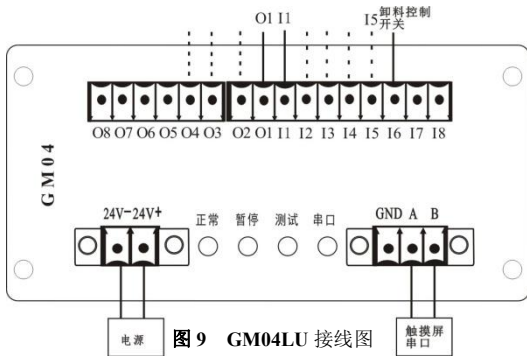 O1 I1 I5 卸料控制
开关
O8 O7 O6 O5 O4 O3 O2 O1 I1 I2 I3 I4 I5 I6 I7 I8
GM04
24V- 24V+ 正常 暂停 测试 串口 GND A B
电源
触摸屏
串口
图9 GM04LU 接线图